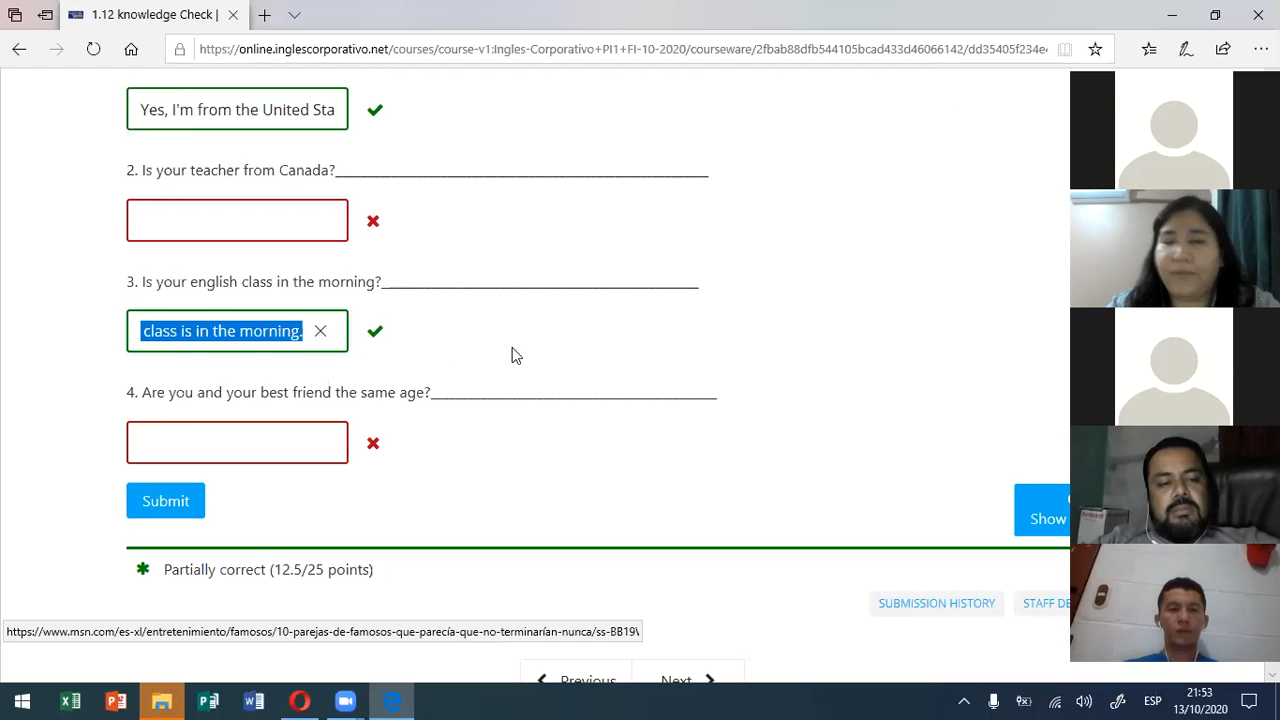 1.12 knowledge Check |
https://online.inglescorporativo.net/courses/course-v1:Ingles-Corporativo+PI1+FI-10-2020/courseware/2fbab88dfb544105bcad433d46066142/dd35405f234e
Yes, I'm from the United Sta
2. Is your teacher from Canada?
3. Is your english class in the morning?
class is in the morning.
4. Are you and your best friend the same age?
Submit
Show
Partially correct (12.5/25 points)
SUBMISSION HISTORY
STAFF DE
https://www.msn.com/es-xl/entretenimiento/famosos/10-parejas-de-famosos-que-parecía-que-no-terminarían-nunca/ss-BB19
Previous
Next
ESP
21:53
13/10/2020